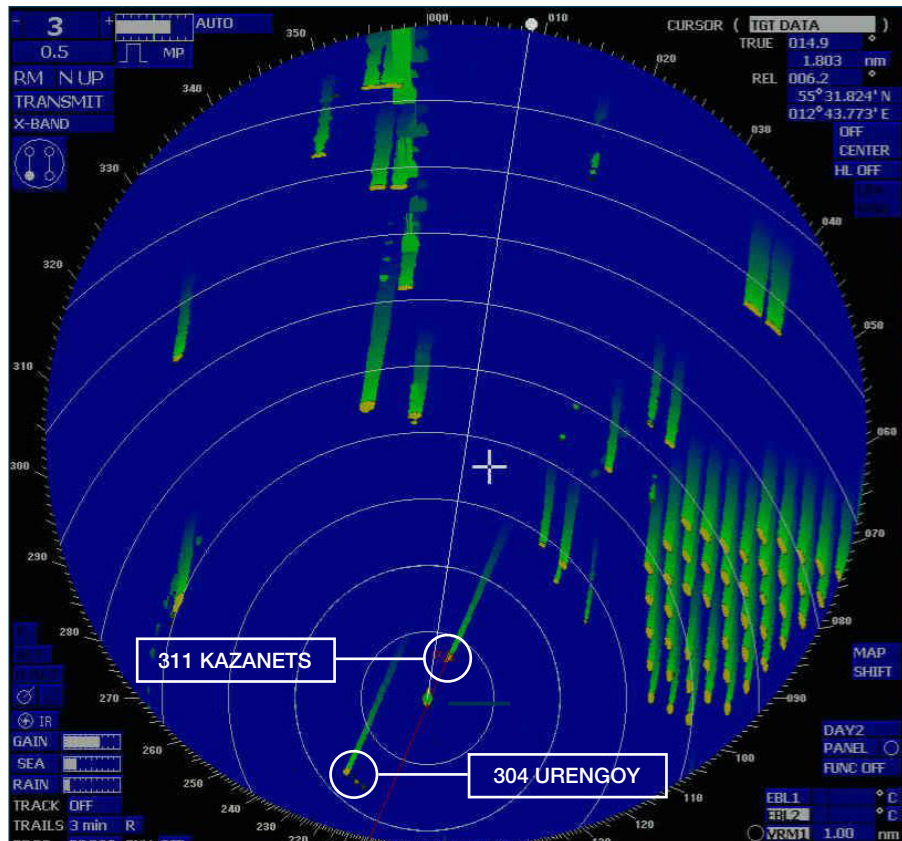 - 3 +
AUTO
0.5
MP
RM N UP
TRANSMIT
X-BAND
CURSOR ( TGT DATA )
TRUE 014.9 °
1.803 nm
REL 006.2 °
55°31.824' N
012°43.773' E
OFF
CENTER
HL OFF
000
010
020
030
040
050
060
070
080
090
100
110
120
220
230
240
250
260
270
280
290
300
310
320
330
340
350
311 KAZANETS
304 URENGOY
MAP
SHIFT
IR
GAIN
SEA
RAIN
TRACK OFF
TRAILS 3 min R
DAY2
PANEL
FUNC OFF
EBL1 ° C
EBL2 ° C
VRM1 1.00 nm